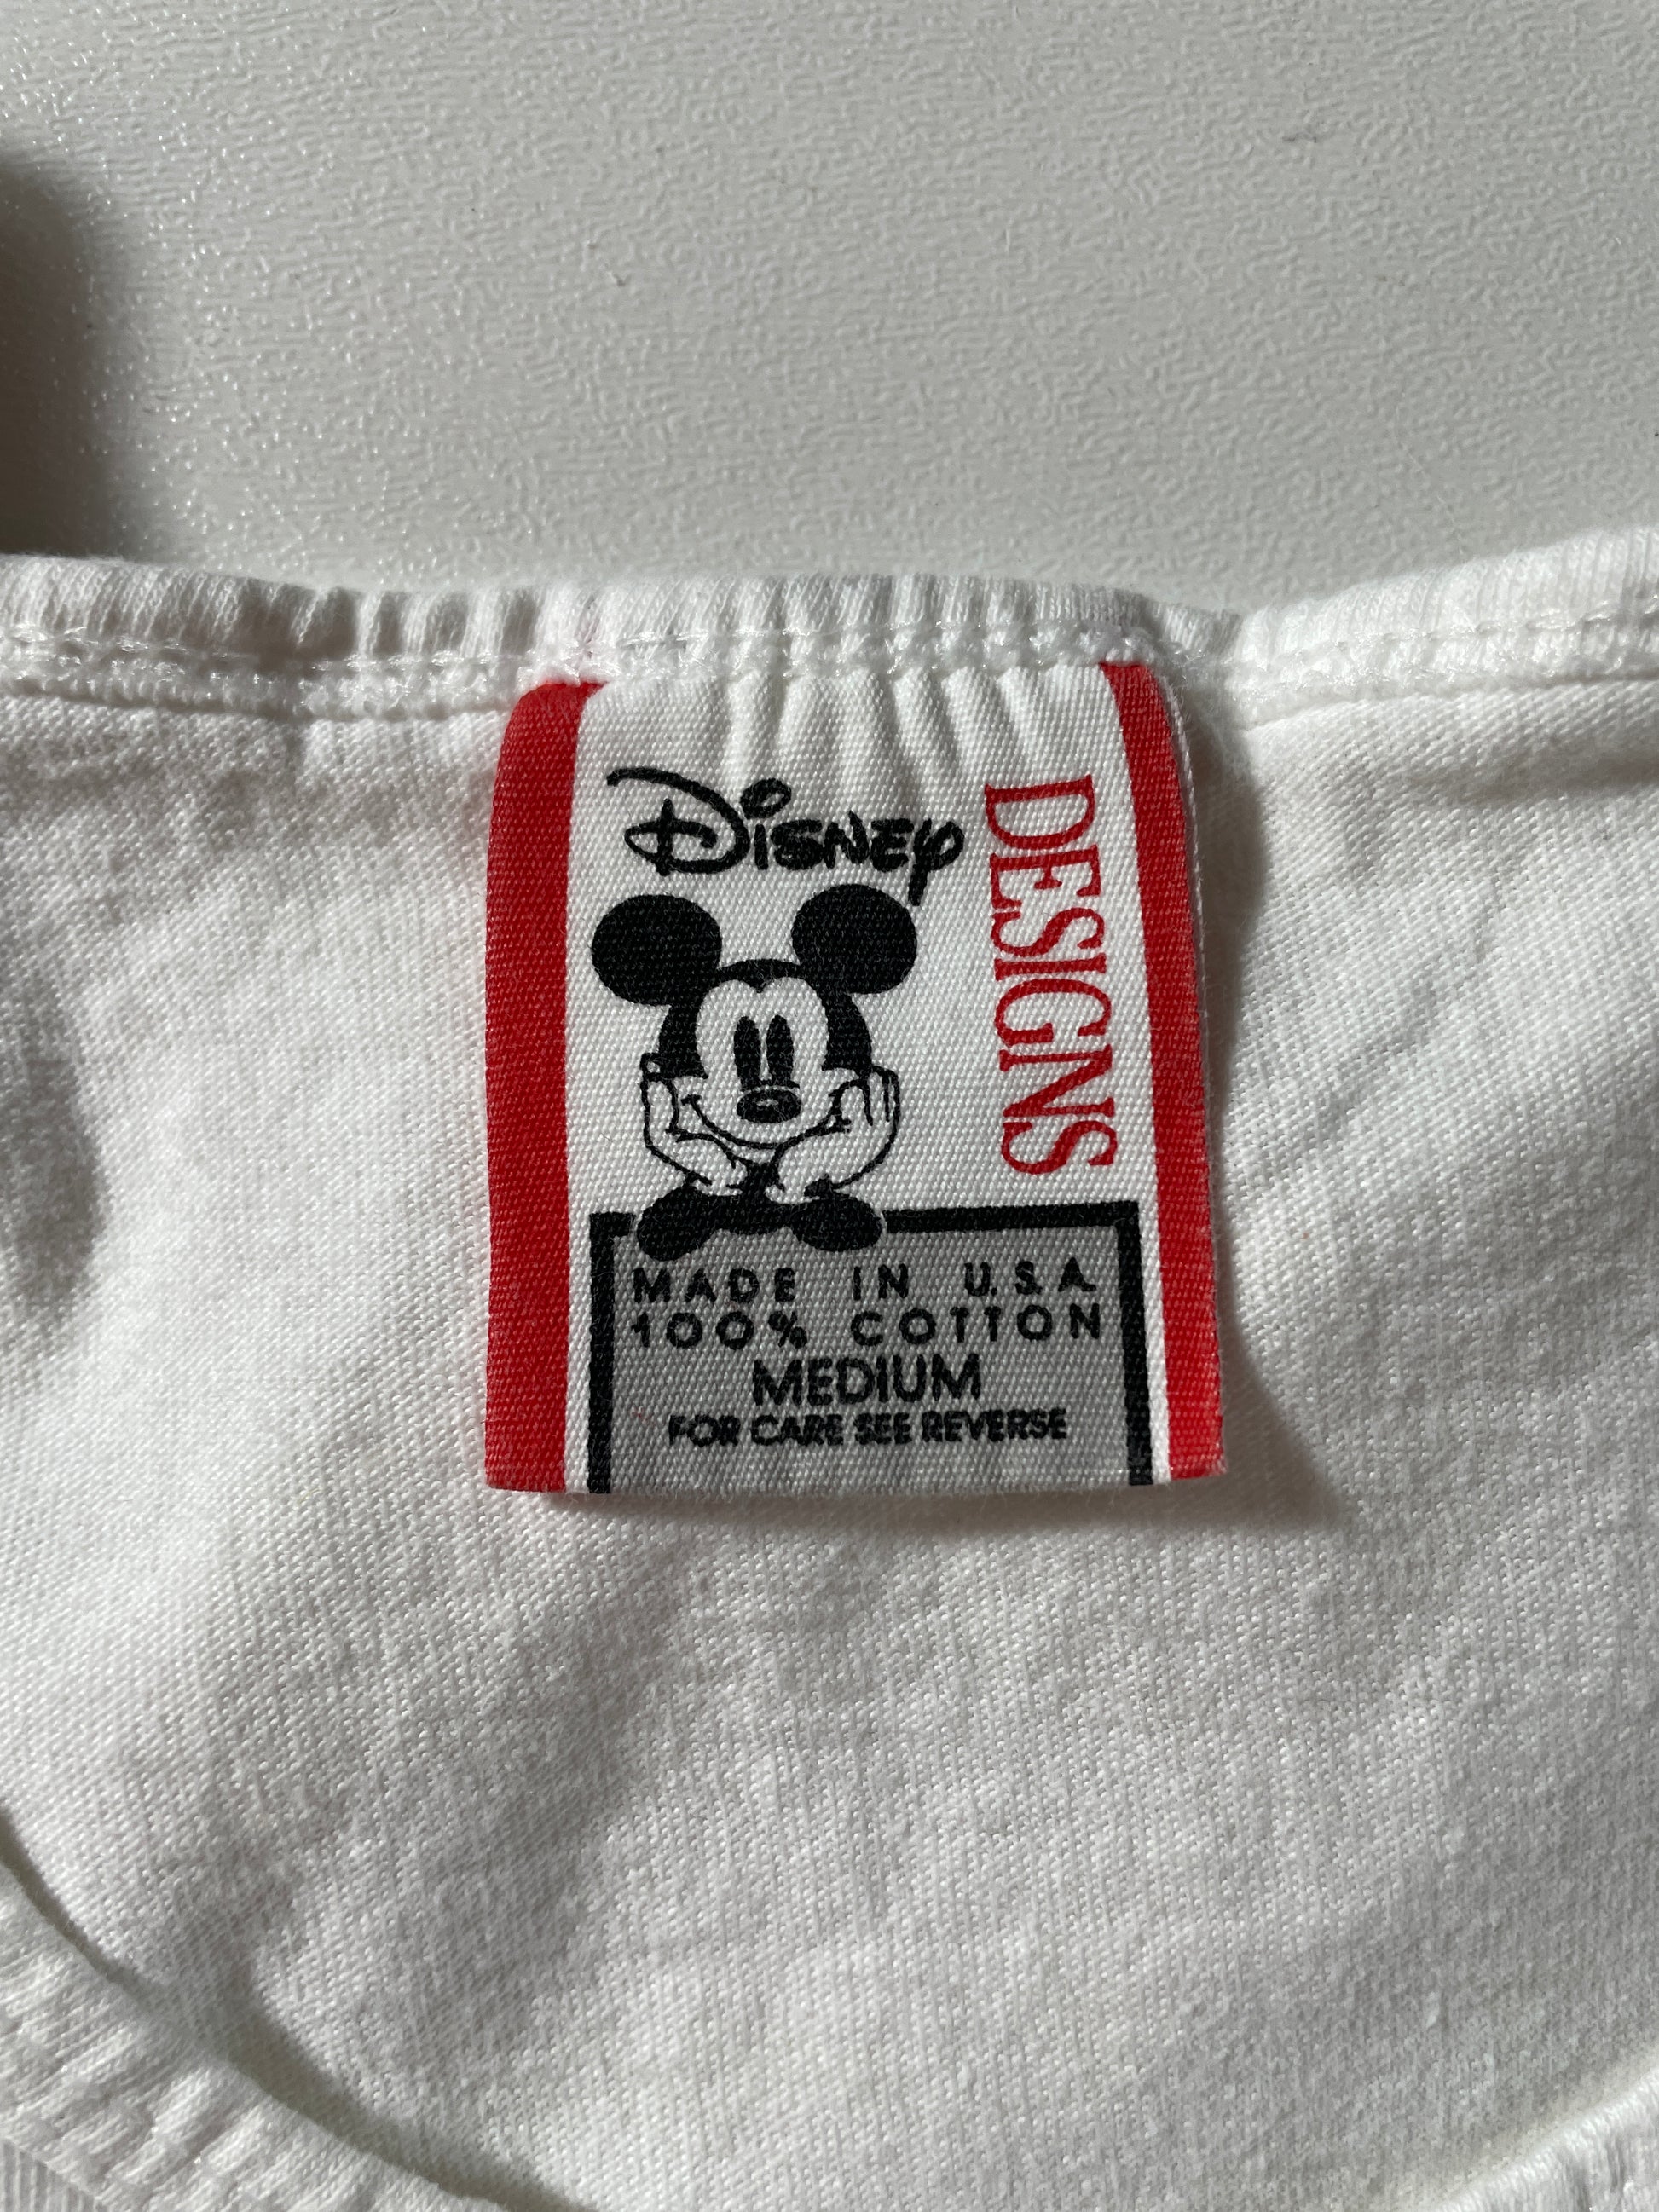 Disney
DESIGNS
MADE IN U.S.A.
100% COTTON
MEDIUM
FOR CARE SEE REVERSE